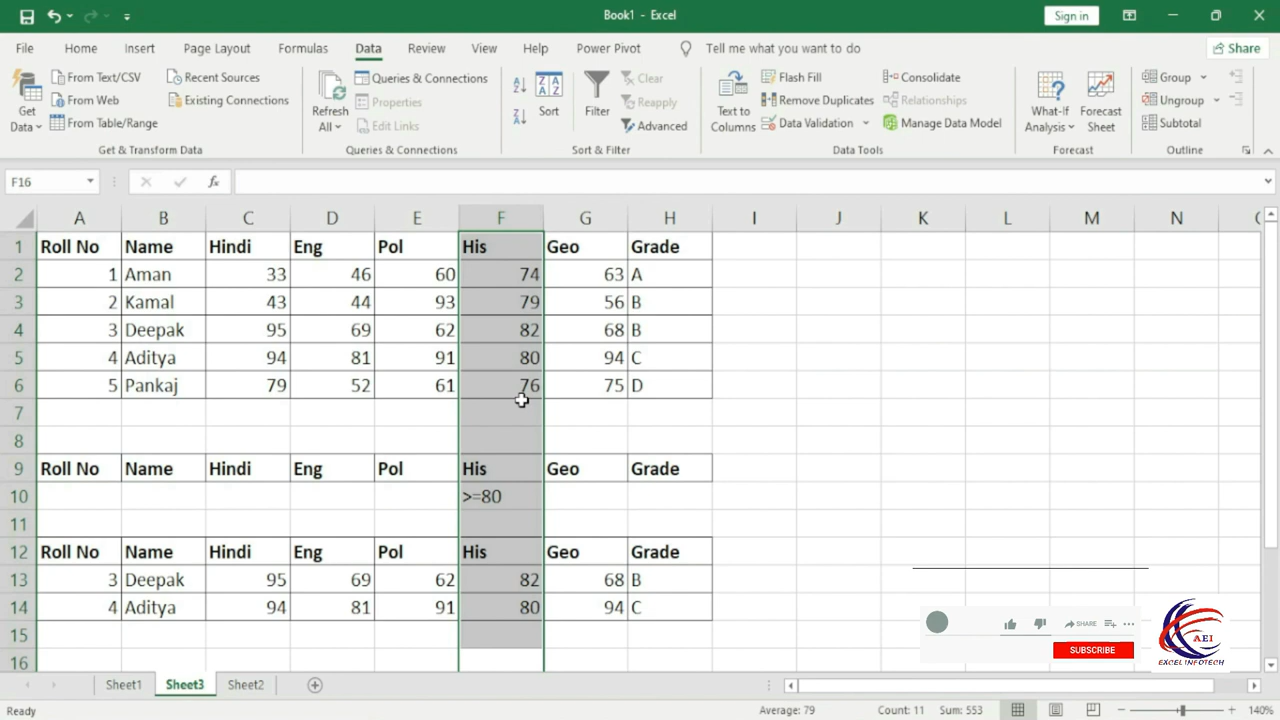 Book1 - Excel
Sign in
File Home Insert Page Layout Formulas Data Review View Help Power Pivot Tell me what you want to do Share
Get Data
From Text/CSV
From Web
From Table/Range
Recent Sources
Existing Connections
Get & Transform Data
Refresh All
Queries & Connections
Properties
Edit Links
Queries & Connections
Sort
Filter
Clear
Reapply
Advanced
Sort & Filter
Text to Columns
Flash Fill
Remove Duplicates
Data Validation
Consolidate
Relationships
Manage Data Model
Data Tools
What-If Analysis
Forecast Sheet
Forecast
Group
Ungroup
Subtotal
Outline
F16 fx
A B C D E F G H I J K L M N
1 Roll No Name Hindi Eng Pol His Geo Grade
2 1 Aman 33 46 60 74 63 A
3 2 Kamal 43 44 93 79 56 B
4 3 Deepak 95 69 62 82 68 B
5 4 Aditya 94 81 91 80 94 C
6 5 Pankaj 79 52 61 76 75 D
7
8
9 Roll No Name Hindi Eng Pol His Geo Grade
10 >=80
11
12 Roll No Name Hindi Eng Pol His Geo Grade
13 3 Deepak 95 69 62 82 68 B
14 4 Aditya 94 81 91 80 94 C
15
16
SHARE
SUBSCRIBE
AEI
EXCEL INFOTECH
Sheet1 Sheet3 Sheet2
Ready Average: 79 Count: 11 Sum: 553 140%